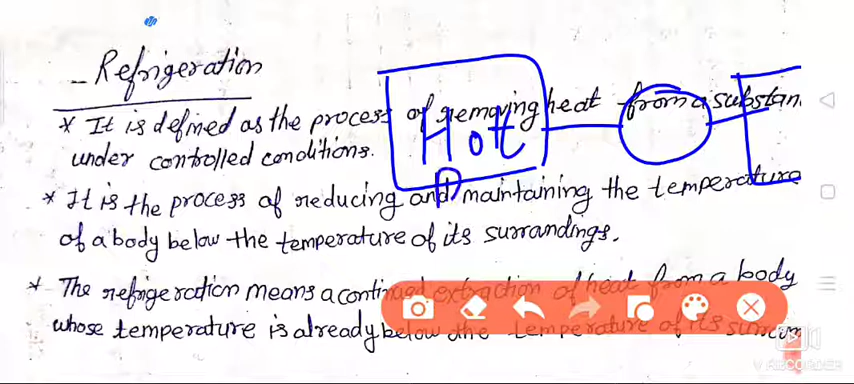 Refrigeration
* It is defined as the process of removing heat from a substan
under controlled conditions.
Hot
* It is the process of reducing and maintaining the temperature
of a body below the temperature of its surrandings.
* The refrigeration means a continued extraction of heat from a body
whose temperature is already below the temperature of its
RECORDER